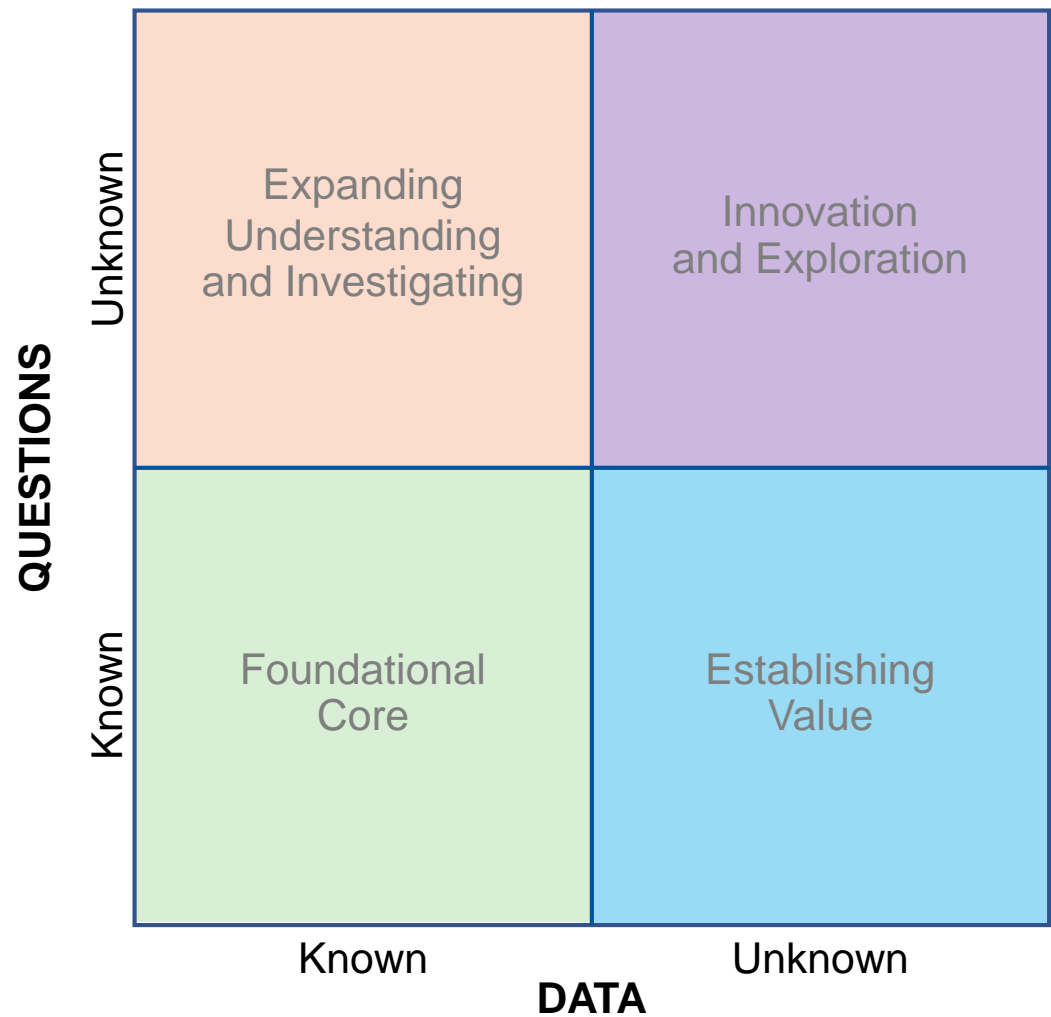 Unknown
Expanding
Understanding
and Investigating
Innovation
and Exploration
QUESTIONS
Known
Foundational
Core
Establishing
Value
Known
Unknown
DATA